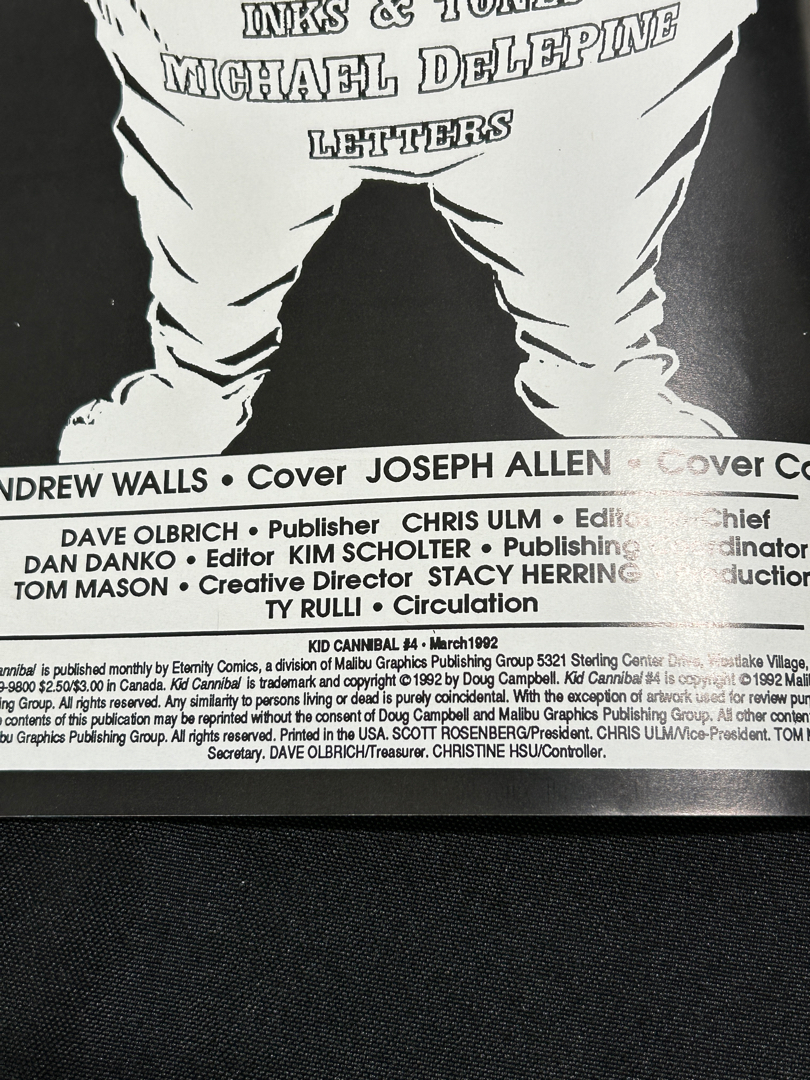 INKS & TONES
MICHAEL DELEPINE
LETTERS
NDREW WALLS • Cover JOSEPH ALLEN • Cover Co
DAVE OLBRICH • Publisher CHRIS ULM • Editor Chief
DAN DANKO • Editor KIM SCHOLTER • Publishing dinator
TOM MASON • Creative Director STACY HERRING duction
TY RULLI • Circulation
KID CANNIBAL #4 • March 1992
annibal is published monthly by Eternity Comics, a division of Malibu Graphics Publishing Group 5321 Sterling Center Drive, Westlake Village,
9-9800 $2.50/$3.00 in Canada. Kid Cannibal is trademark and copyright © 1992 by Doug Campbell. Kid Cannibal #4 is copyright © 1992 Mali
ing Group. All rights reserved. Any similarity to persons living or dead is purely coincidental. With the exception of artwork used for review pur
contents of this publication may be reprinted without the consent of Doug Campbell and Malibu Graphics Publishing Group. All other conten
bu Graphics Publishing Group. All rights reserved. Printed in the USA. SCOTT ROSENBERG/President. CHRIS ULM/Vice-President. TOM M
Secretary. DAVE OLBRICH/Treasurer. CHRISTINE HSU/Controller.